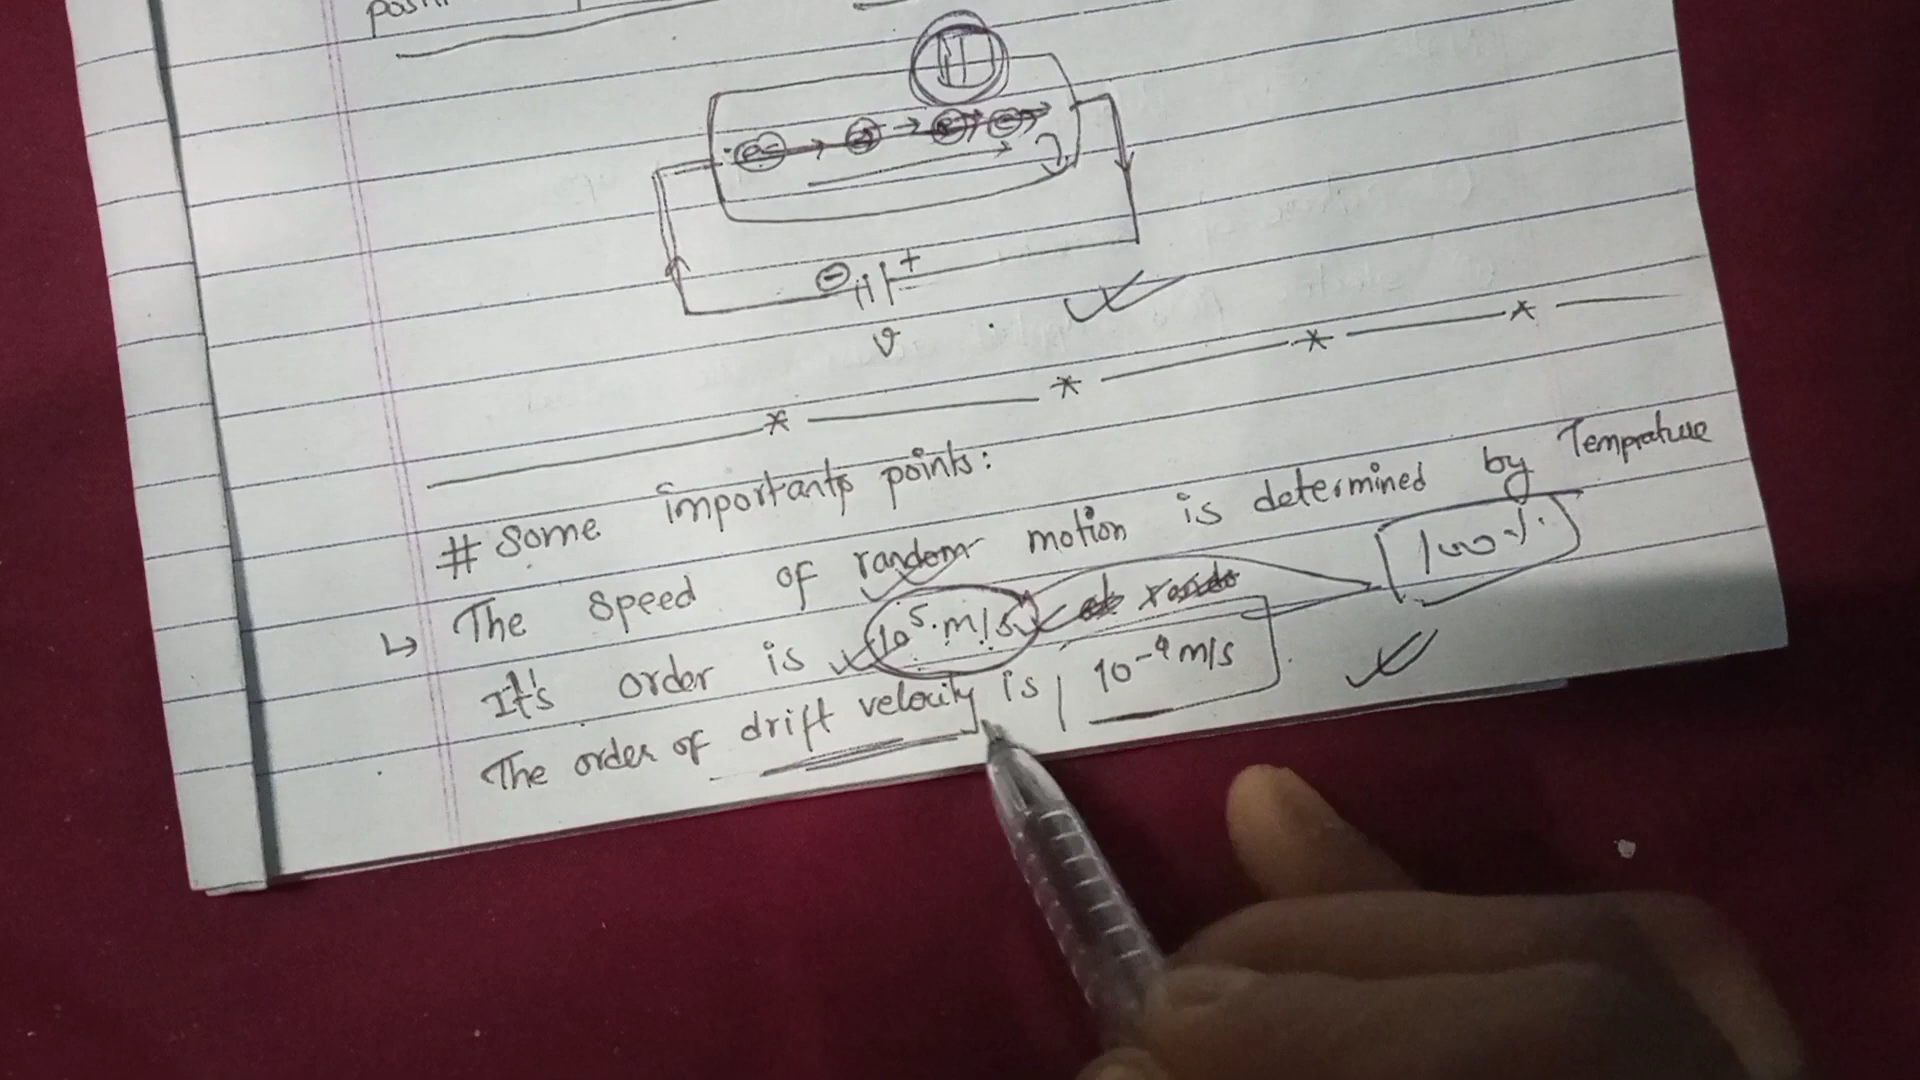 − +
v
# Some importants points:
↳ The speed of random motion is determined by Temprature
100%
It's order is 10⁵ m/s
The order of drift velocity is 10⁻⁴ m/s